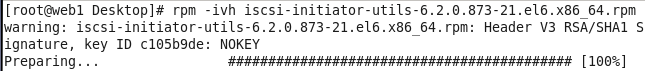 [root@web1 Desktop]# rpm -ivh iscsi-initiator-utils-6.2.0.873-21.el6.x86_64.rpm
warning: iscsi-initiator-utils-6.2.0.873-21.el6.x86_64.rpm: Header V3 RSA/SHA1 S
ignature, key ID c105b9de: NOKEY
Preparing...                ########################################### [100%]